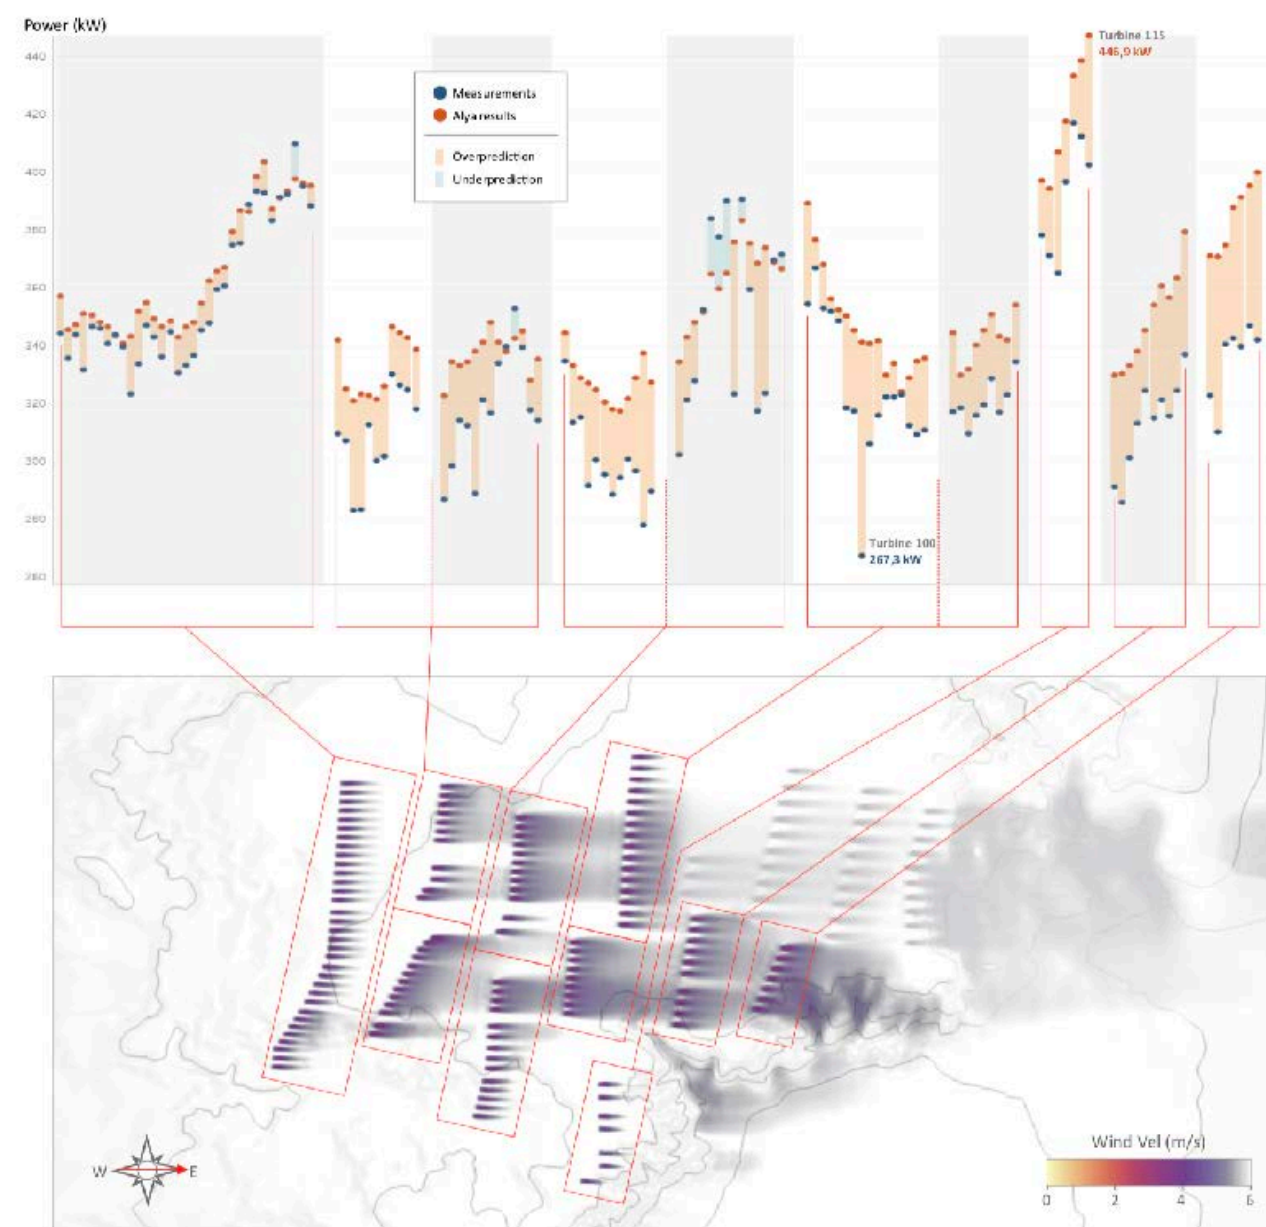 Power (kW)
440
420
400
380
360
340
320
300
280
260
Measurements
Alya results
Overprediction
Underprediction
Turbine 115
446,9 kW
Turbine 100
267,3 kW
W
E
Wind Vel (m/s)
0 2 4 6